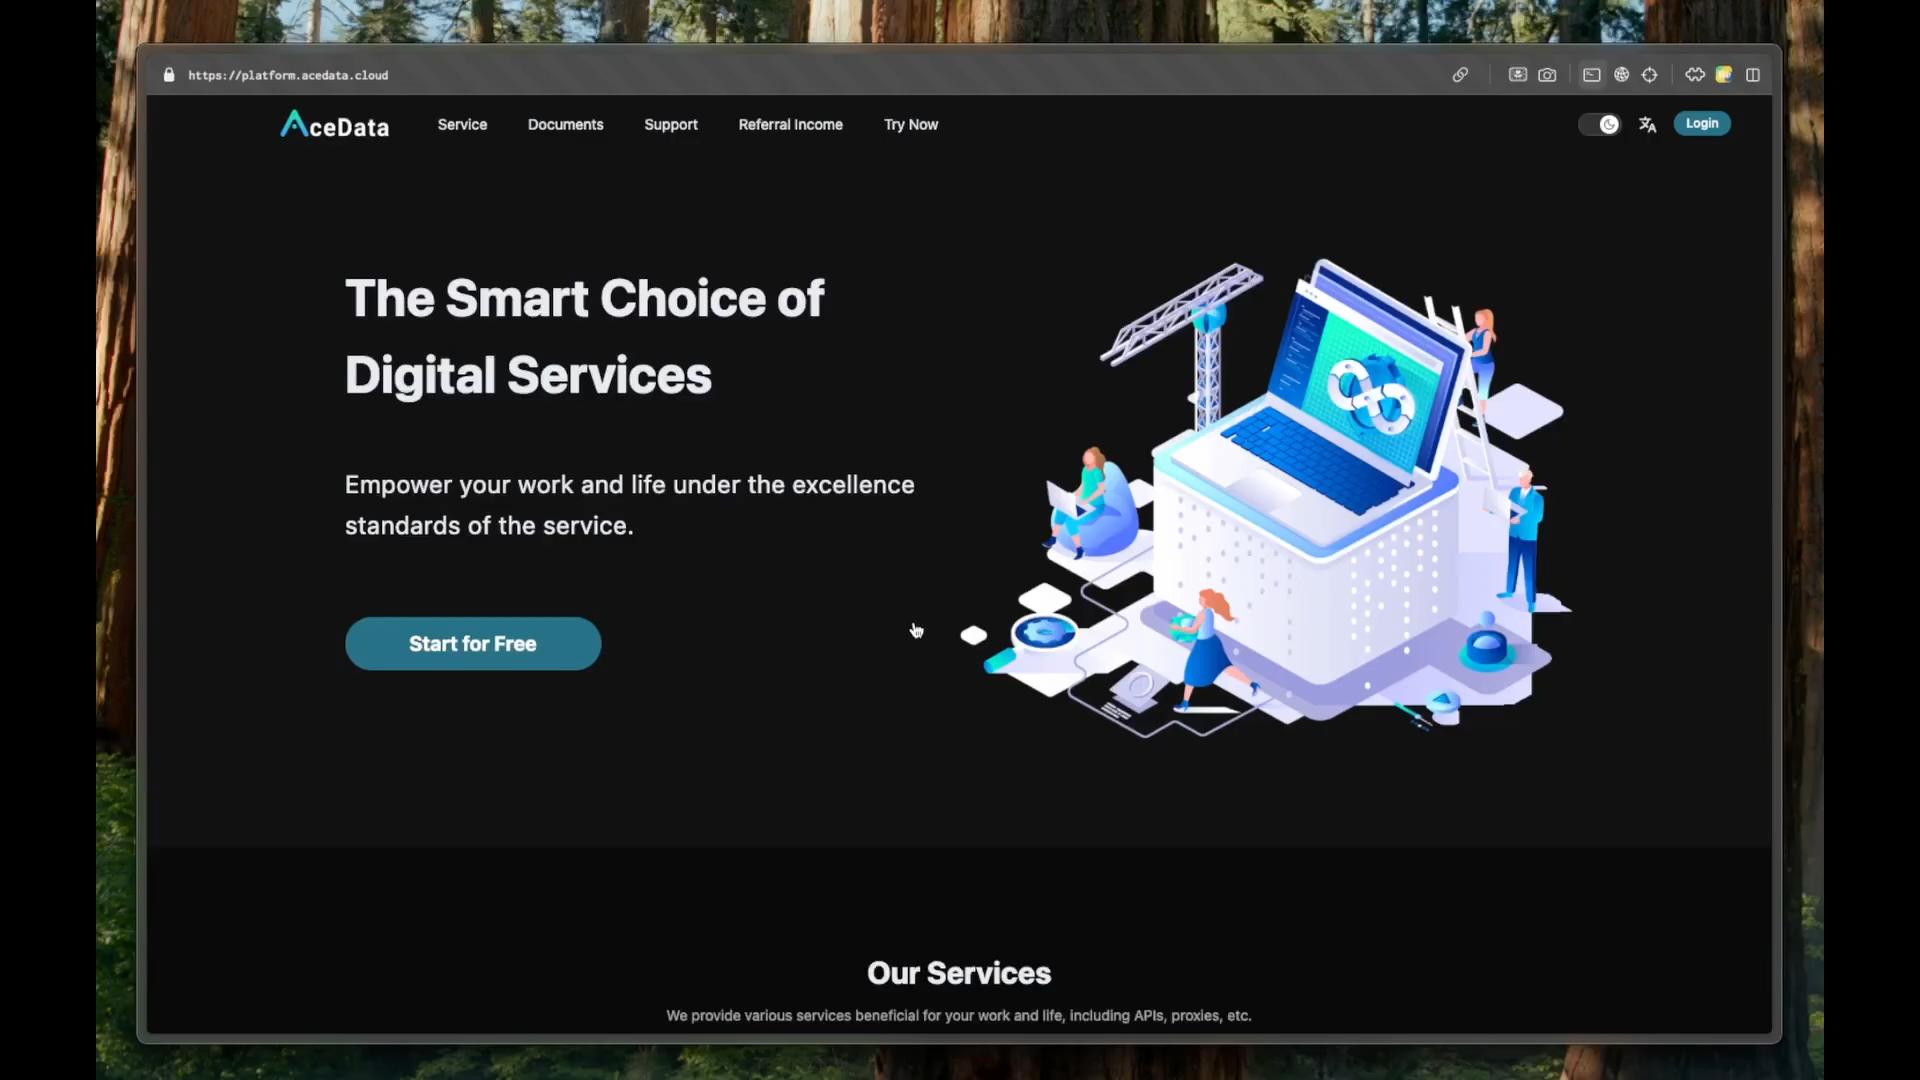 https://platform.acedata.cloud
AceData
Service
Documents
Support
Referral Income
Try Now
Login
The Smart Choice of
Digital Services
Empower your work and life under the excellence
standards of the service.
Start for Free
Our Services
We provide various services beneficial for your work and life, including APIs, proxies, etc.